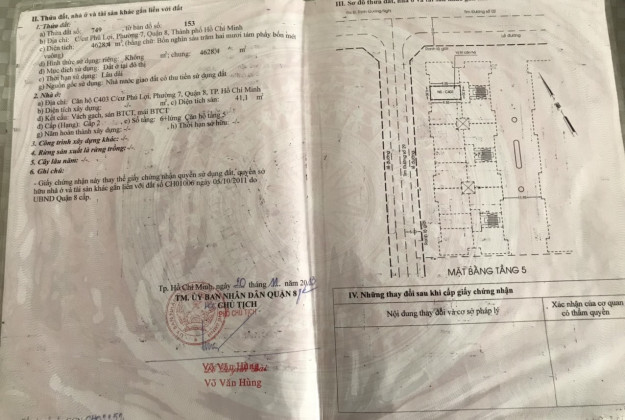 II. Thửa đất, nhà ở và tài sản khác gắn liền với đất
1. Thửa đất:
a) Thửa đất số: 749 , tờ bản đồ số: 153
b) Địa chỉ: C/cư Phú Lợi, Phường 7, Quận 8, Thành phố Hồ Chí Minh
c) Diện tích: 4628,4 m², (bằng chữ: Bốn nghìn sáu trăm hai mươi tám phẩy bốn mét
vuông)
d) Hình thức sử dụng: riêng: Không m²; chung: 4628,4 m²
đ) Mục đích sử dụng: Đất ở tại đô thị
e) Thời hạn sử dụng: Lâu dài
g) Nguồn gốc sử dụng: Nhà nước giao đất có thu tiền sử dụng đất
2. Nhà ở:
a) Địa chỉ: Căn hộ C403 C/cư Phú Lợi, Phường 7, Quận 8, TP. Hồ Chí Minh
b) Diện tích xây dựng: -/- m², c) Diện tích sàn: 41,1 m²
d) Kết cấu: Vách gạch, sàn BTCT, mái BTCT
đ) Cấp (Hạng): Cấp 2 , e) Số tầng: 6+lửng Căn hộ tầng 5
g) Năm hoàn thành xây dựng: -/- , h) Thời hạn sở hữu: -/-
3. Công trình xây dựng khác: -/-
4. Rừng sản xuất là rừng trồng: -/-
5. Cây lâu năm: -/-
6. Ghi chú:
- Giấy chứng nhận này thay thế giấy chứng nhận quyền sử dụng đất, quyền sở
hữu nhà ở và tài sản khác gắn liền với đất số CH01006 ngày 05/10/2011 do
UBND Quận 8 cấp.
Tp. Hồ Chí Minh, ngày tháng năm
TM. ỦY BAN NHÂN DÂN QUẬN 8
CHỦ TỊCH
PHÓ CHỦ TỊCH
Võ Văn Hùng
III. Sơ đồ thửa đất, nhà ở và tài sản khác
MẶT BẰNG TẦNG 5
IV. Những thay đổi sau khi cấp giấy chứng nhận
Nội dung thay đổi và cơ sở pháp lý
Xác nhận của cơ quan
có thẩm quyền